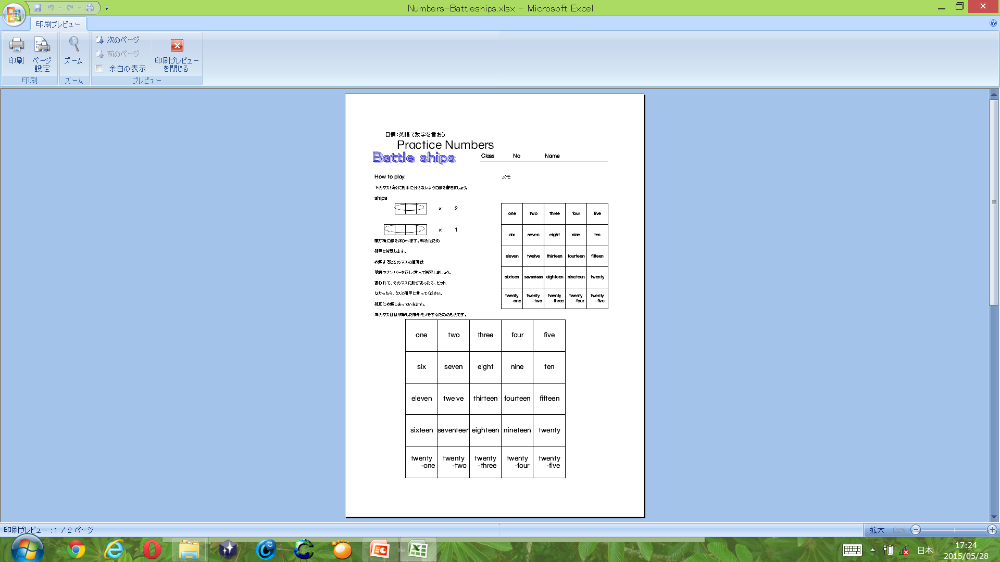 Numbers-Battleships.xlsx - Microsoft Excel
印刷プレビュー
印刷
ページ設定
ズーム
次のページ
前のページ
余白の表示
印刷プレビューを閉じる
印刷
ズーム
プレビュー
目標：英語で数字を言おう
Practice Numbers
Battle ships
Class No Name
How to play:
メモ
下のマス(海)に相手に分らないように船を書きましょう。
ships
× 2
× 1
縦か横に船を浮かべます。斜めはだめ
相手と対戦します。
攻撃するときのマスの指定は
英語でナンバーを正しく言って指定しましょう。
言われて、そのマスに船があったら、ヒット、
なかったら、ミスと相手に言ってください。
相互に攻撃しあっていきます。
右のマス目は攻撃した場所をメモするためのものです。
one two three four five
six seven eight nine ten
eleven twelve thirteen fourteen fifteen
sixteen seventeen eighteen nineteen twenty
twenty twenty twenty twenty twenty
-one -two -three -four -five
one two three four five
six seven eight nine ten
eleven twelve thirteen fourteen fifteen
sixteen seventeen eighteen nineteen twenty
twenty twenty twenty twenty twenty
-one -two -three -four -five
印刷プレビュー : 1 / 2 ページ
拡大 82%
日本
17:24
2015/05/28